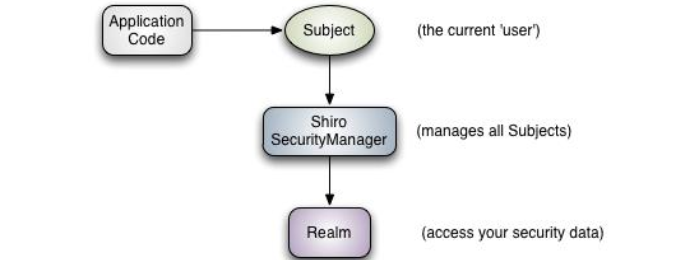 Application
Code
Subject
(the current 'user')
Shiro
SecurityManager
(manages all Subjects)
Realm
(access your security data)